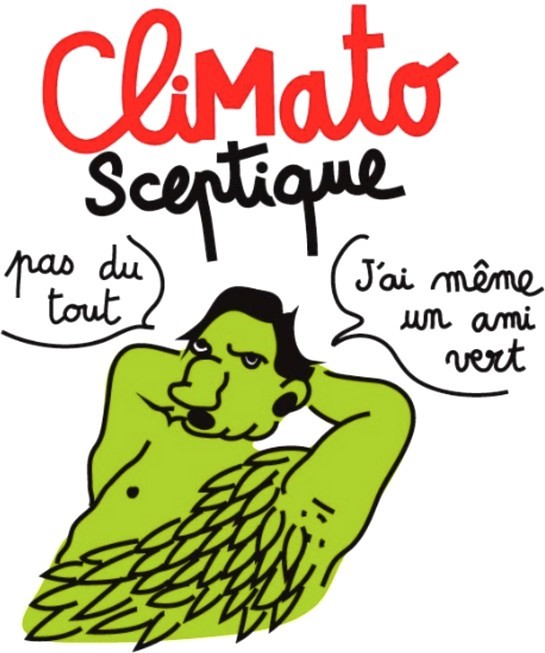 CliMato
Sceptique
pas du
tout
J'ai même
un ami
vert